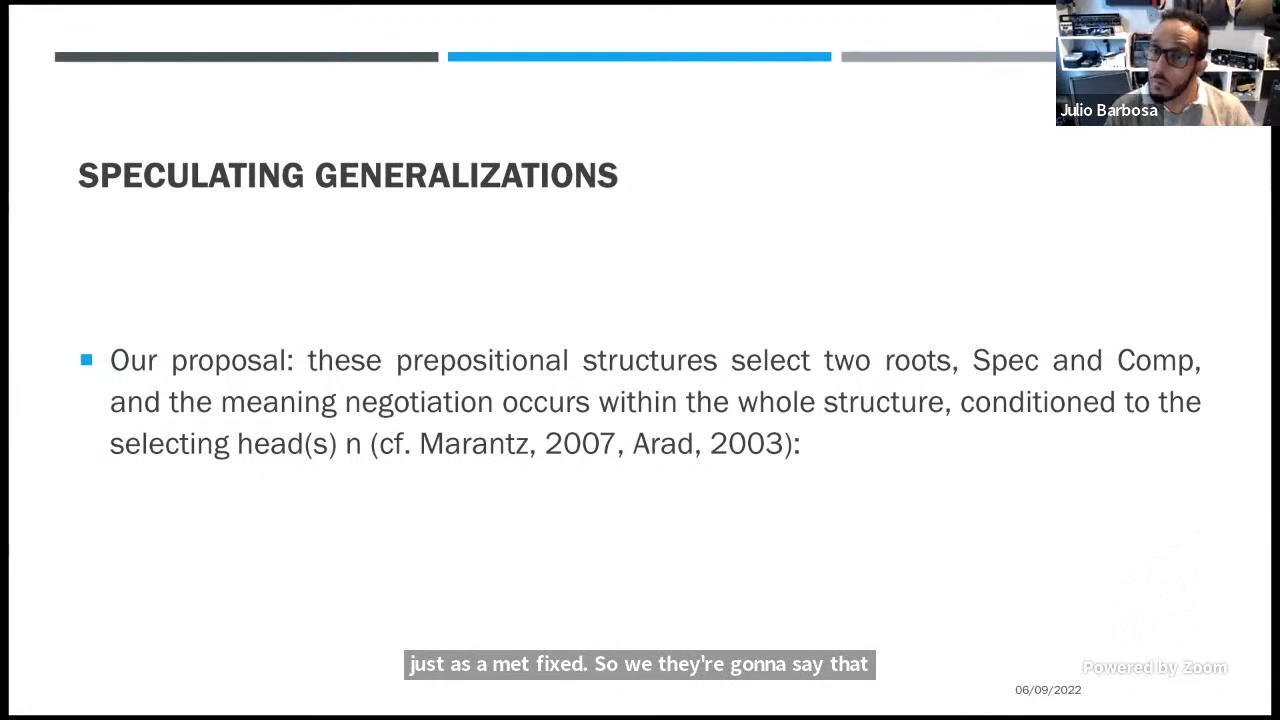 Julio Barbosa
SPECULATING GENERALIZATIONS
Our proposal: these prepositional structures select two roots, Spec and Comp,
and the meaning negotiation occurs within the whole structure, conditioned to the
selecting head(s) n (cf. Marantz, 2007, Arad, 2003):
just as a met fixed. So we they're gonna say that
Powered by Zoom
06/09/2022